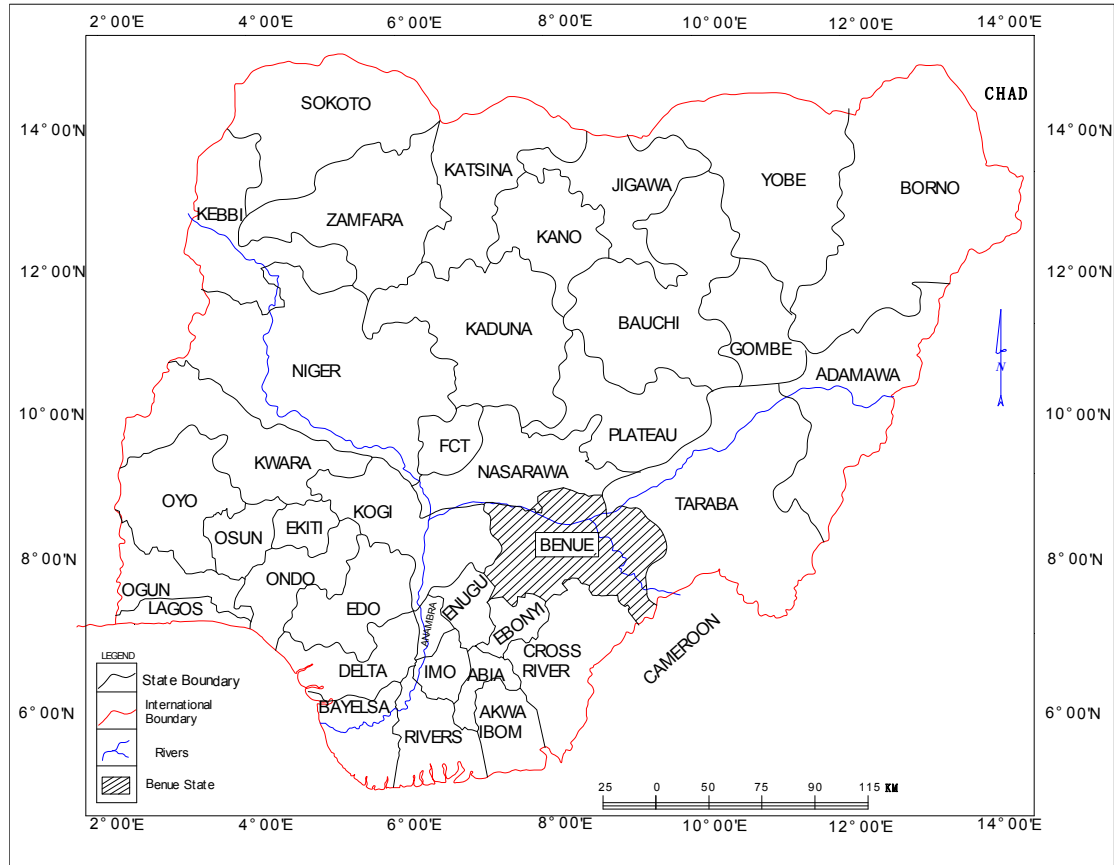 2° 00'E 4° 00'E 6° 00'E 8° 00'E 10° 00'E 12° 00'E 14° 00'E
CHAD
SOKOTO
14° 00'N 14° 00'N
KATSINA
JIGAWA
YOBE
BORNO
KEBBI
ZAMFARA
KANO
12° 00'N 12° 00'N
KADUNA
BAUCHI
GOMBE
NIGER
ADAMAWA
N
10° 00'N 10° 00'N
FCT
PLATEAU
KWARA
NASARAWA
OYO
KOGI
TARABA
OSUN
EKITI
BENUE
8° 00'N 8° 00'N
ONDO
OGUN
LAGOS
EDO
ANAMBRA
ENUGU
EBONYI
CAMEROON
CROSS
RIVER
DELTA
IMO
ABIA
BAYELSA
AKWA
IBOM
RIVERS
6° 00'N 6° 00'N
LEGEND
State Boundary
International
Boundary
Rivers
Benue State
25 0 50 75 90 115 KM
2° 00'E 4° 00'E 6° 00'E 8° 00'E 10° 00'E 12° 00'E 14° 00'E